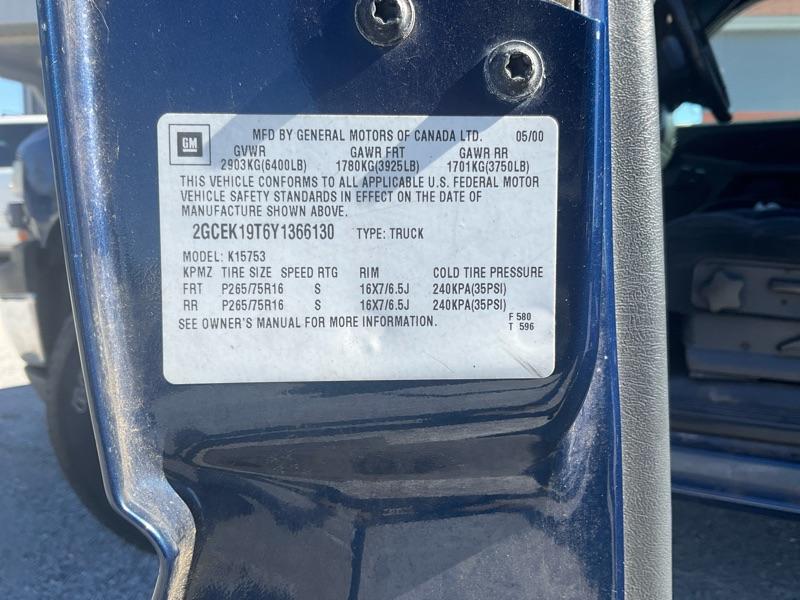 GM
MFD BY GENERAL MOTORS OF CANADA LTD. 05/00
GVWR GAWR FRT GAWR RR
2903KG(6400LB) 1780KG(3925LB) 1701KG(3750LB)
THIS VEHICLE CONFORMS TO ALL APPLICABLE U.S. FEDERAL MOTOR
VEHICLE SAFETY STANDARDS IN EFFECT ON THE DATE OF
MANUFACTURE SHOWN ABOVE.
2GCEK19T6Y1366130 TYPE: TRUCK
MODEL: K15753
KPMZ TIRE SIZE SPEED RTG RIM COLD TIRE PRESSURE
FRT P265/75R16 S 16X7/6.5J 240KPA(35PSI)
RR P265/75R16 S 16X7/6.5J 240KPA(35PSI)
SEE OWNER'S MANUAL FOR MORE INFORMATION. F 580
T 596